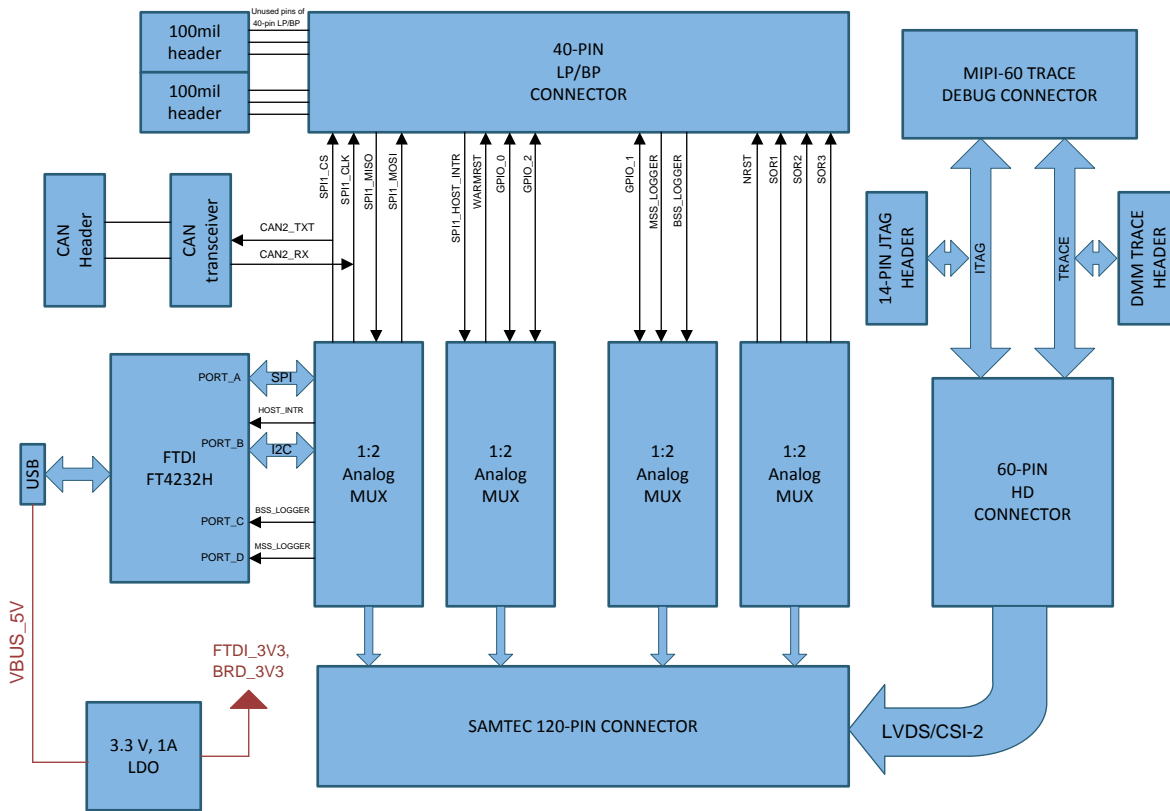 Unused pins of
40-pin LP/BP
100mil
header
100mil
header
40-PIN
LP/BP
CONNECTOR
MIPI-60 TRACE
DEBUG CONNECTOR
SPI1_CS
SPI1_CLK
SPI1_MISO
SPI1_MOSI
SPI1_HOST_INTR
WARMRST
GPIO_0
GPIO_2
GPIO_1
MSS_LOGGER
BSS_LOGGER
NRST
SOR1
SOR2
SOR3
CAN
Header
CAN
transceiver
CAN2_TXT
CAN2_RX
14-PIN JTAG
HEADER
ITAG
TRACE
DMM TRACE
HEADER
USB
FTDI
FT4232H
PORT_A
PORT_B
PORT_C
PORT_D
SPI
HOST_INTR
I2C
BSS_LOGGER
MSS_LOGGER
1:2
Analog
MUX
1:2
Analog
MUX
1:2
Analog
MUX
1:2
Analog
MUX
60-PIN
HD
CONNECTOR
VBUS_5V
FTDI_3V3,
BRD_3V3
3.3 V, 1A
LDO
SAMTEC 120-PIN CONNECTOR
LVDS/CSI-2